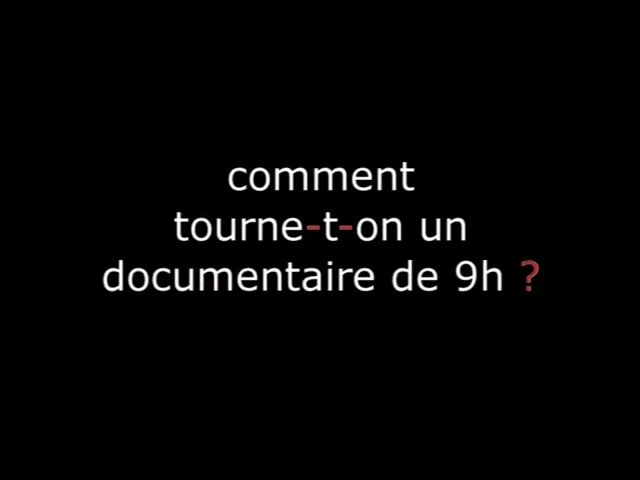 comment
tourne-t-on un
documentaire de 9h ?